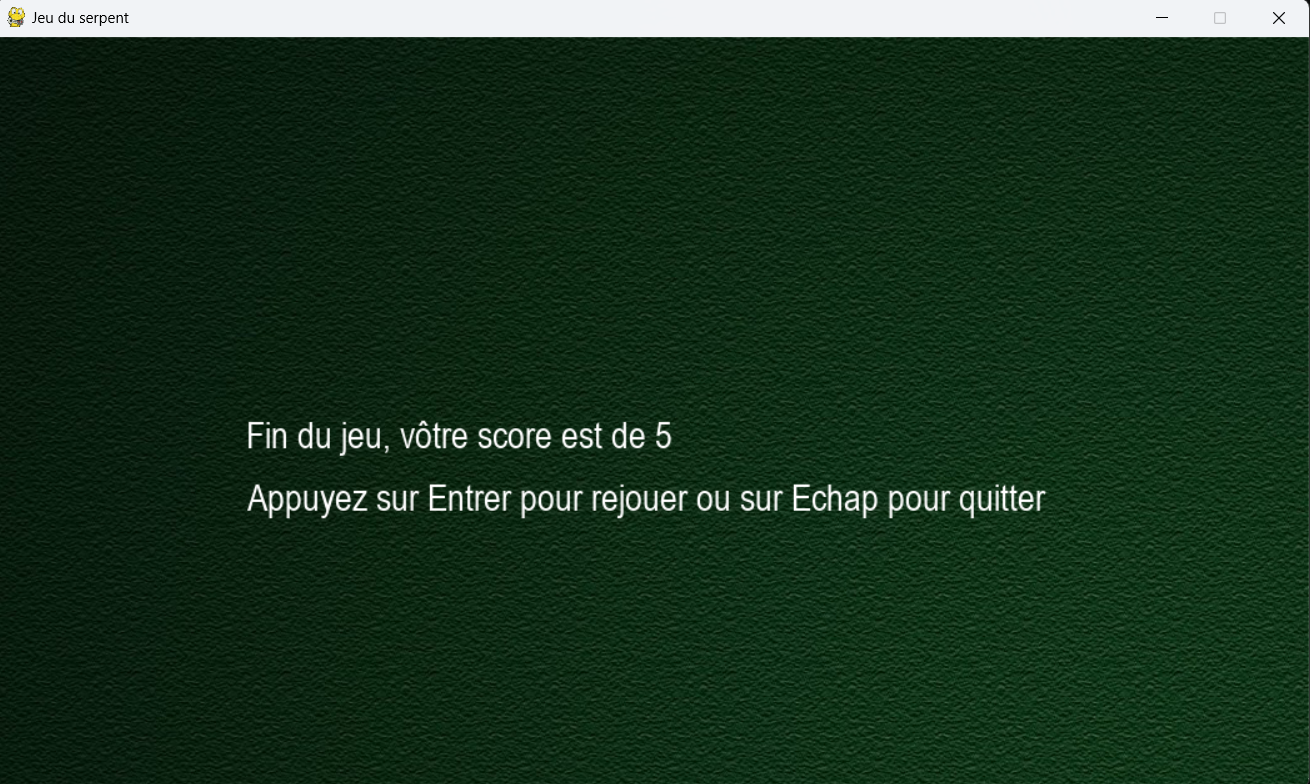 Jeu du serpent
Fin du jeu, vôtre score est de 5
Appuyez sur Entrer pour rejouer ou sur Echap pour quitter